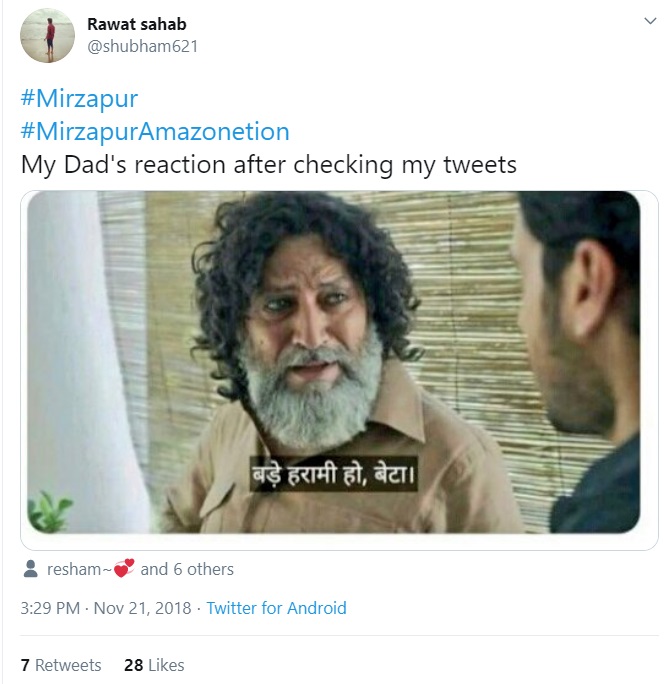 Rawat sahab
@shubham621
#Mirzapur
#MirzapurAmazonetion
My Dad's reaction after checking my tweets
बड़े हरामी हो, बेटा।
resham~💞 and 6 others
3:29 PM · Nov 21, 2018 · Twitter for Android
7 Retweets 28 Likes